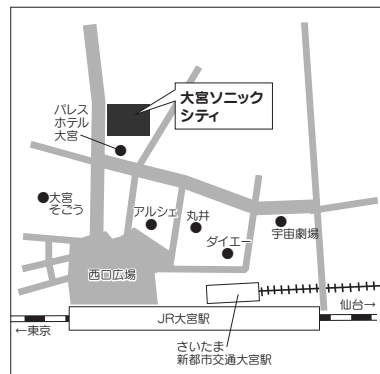 大宮ソニック
シティ
パレス
ホテル
大宮
大宮
そごう
アルシェ
丸井
ダイエー
宇宙劇場
西口広場
JR大宮駅
仙台→
←東京
さいたま
新都市交通大宮駅